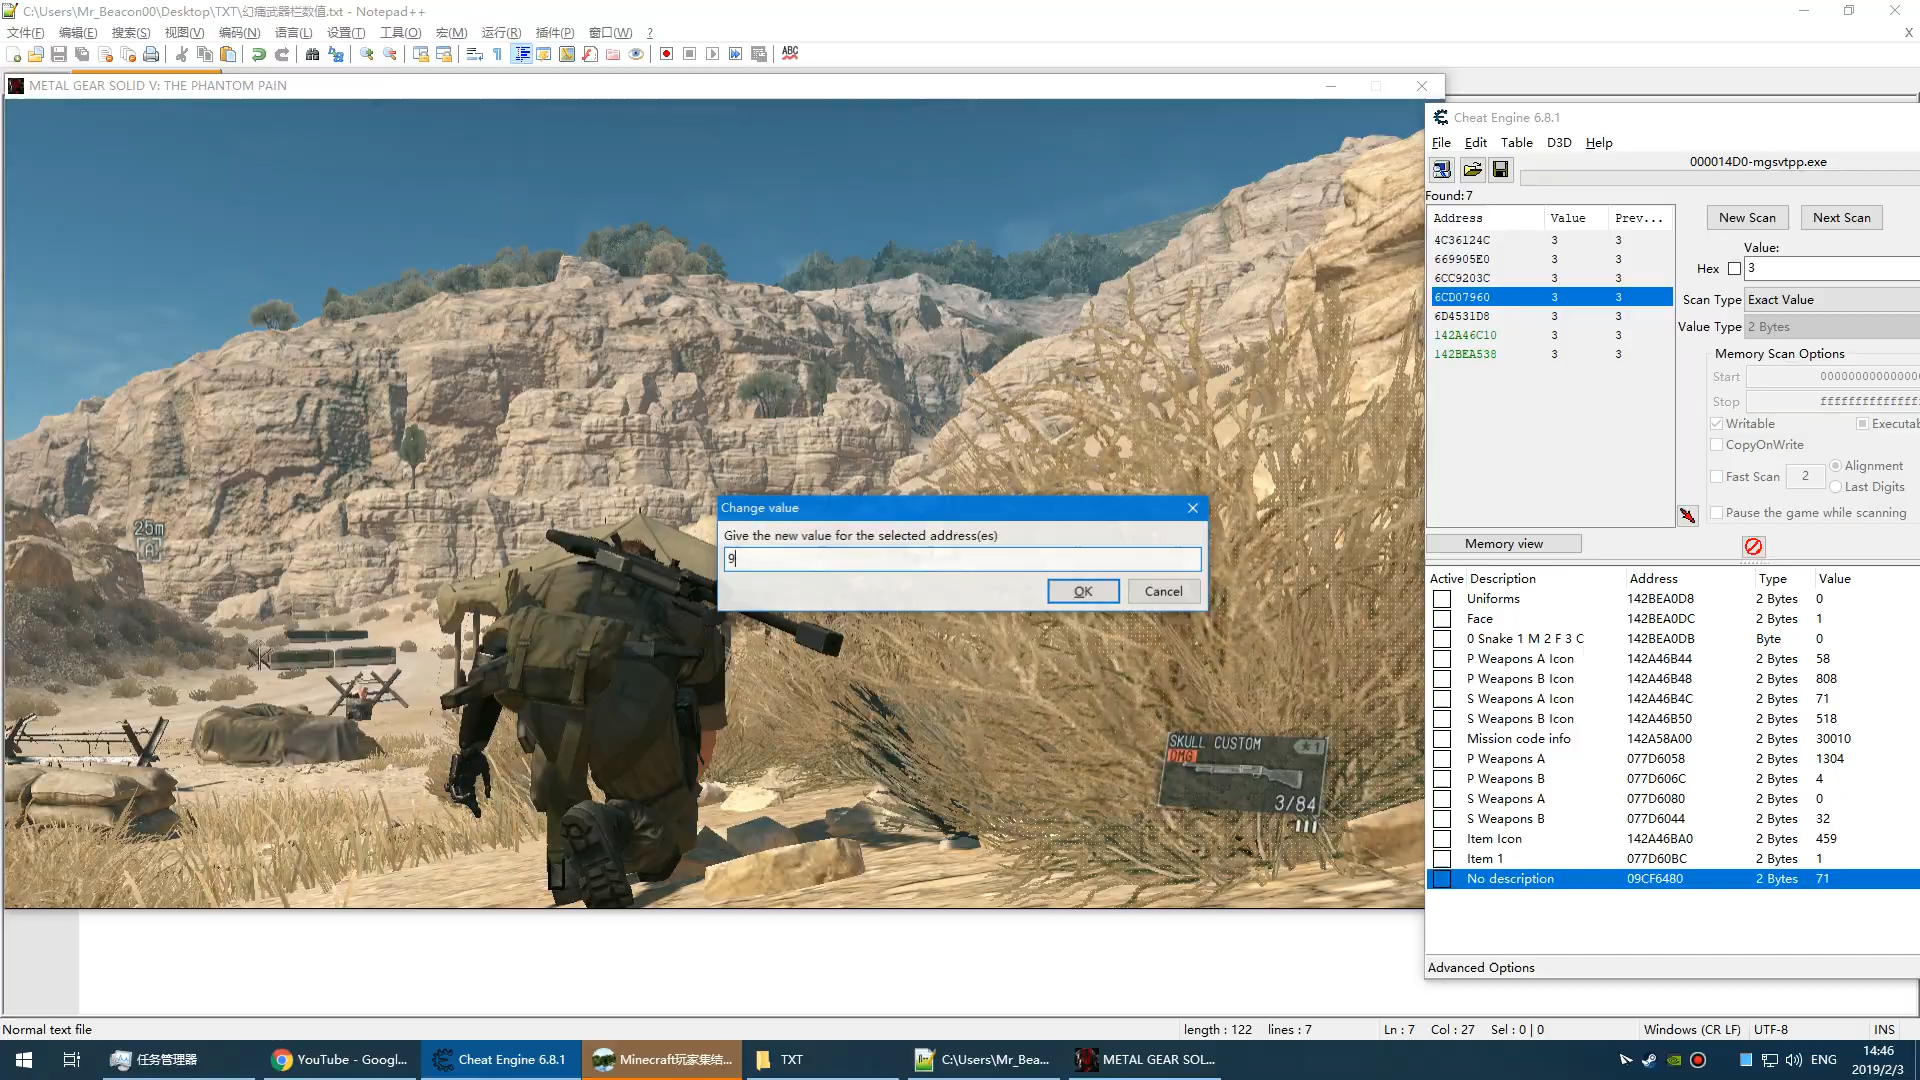 C:\Users\Mr_Beacon00\Desktop\TXT\幻痛武器栏数值.txt - Notepad++
文件(F) 编辑(E) 搜索(S) 视图(V) 编码(N) 语言(L) 设置(T) 工具(O) 宏(M) 运行(R) 插件(P) 窗口(W) ? X
ABC
METAL GEAR SOLID V: THE PHANTOM PAIN
Cheat Engine 6.8.1
File Edit Table D3D Help
000014D0-mgsvtpp.exe
Found: 7
Address Value Prev...
4C36124C 3 3
669905E0 3 3
6CC9203C 3 3
6CD07960 3 3
6D4531D8 3 3
142A46C10 3 3
142BEA538 3 3
New Scan Next Scan
Value:
Hex 3
Scan Type Exact Value
Value Type 2 Bytes
Memory Scan Options
Start 00000000000000
Stop ffffffffffffff
Writable Executab
CopyOnWrite
Fast Scan 2 Alignment
Last Digits
Pause the game while scanning
Memory view
25m
[A]
Change value
Give the new value for the selected address(es)
9
OK Cancel
SKULL CUSTOM ★1
DMG
3/84
Active Description Address Type Value
Uniforms 142BEA0D8 2 Bytes 0
Face 142BEA0DC 2 Bytes 1
0 Snake 1 M 2 F 3 C 142BEA0DB Byte 0
P Weapons A Icon 142A46B44 2 Bytes 58
P Weapons B Icon 142A46B48 2 Bytes 808
S Weapons A Icon 142A46B4C 2 Bytes 71
S Weapons B Icon 142A46B50 2 Bytes 518
Mission code info 142A58A00 2 Bytes 30010
P Weapons A 077D6058 2 Bytes 1304
P Weapons B 077D606C 2 Bytes 4
S Weapons A 077D6080 2 Bytes 0
S Weapons B 077D6044 2 Bytes 32
Item Icon 142A46BA0 2 Bytes 459
Item 1 077D60BC 2 Bytes 1
No description 09CF6480 2 Bytes 71
Advanced Options
Normal text file length : 122 lines : 7 Ln : 7 Col : 27 Sel : 0 | 0 Windows (CR LF) UTF-8 INS
任务管理器 YouTube - Googl... Cheat Engine 6.8.1 Minecraft玩家集结... TXT C:\Users\Mr_Bea... METAL GEAR SOL... ENG 14:46
2019/2/3